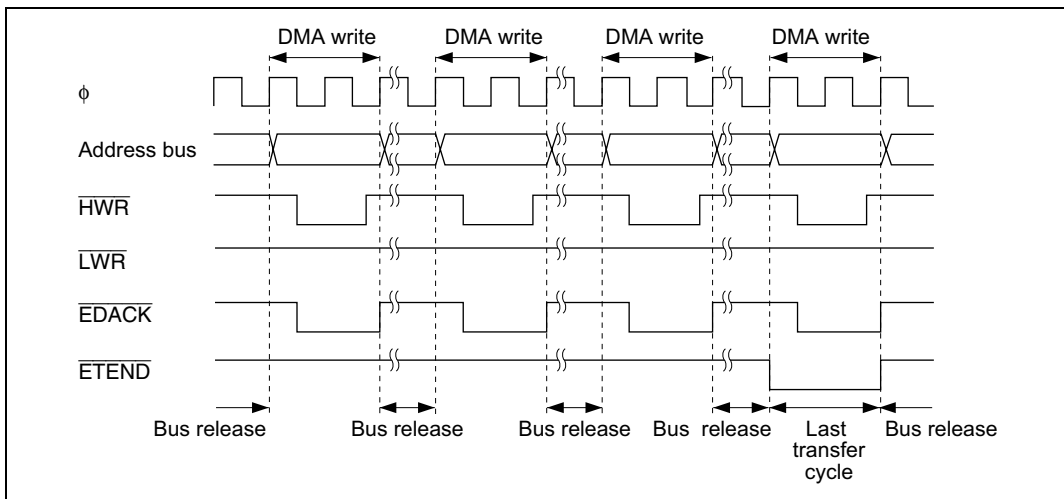 DMA write DMA write DMA write DMA write
ϕ
Address bus
HWR
LWR
EDACK
ETEND
Bus release Bus release Bus release Bus release Last Bus release
transfer
cycle